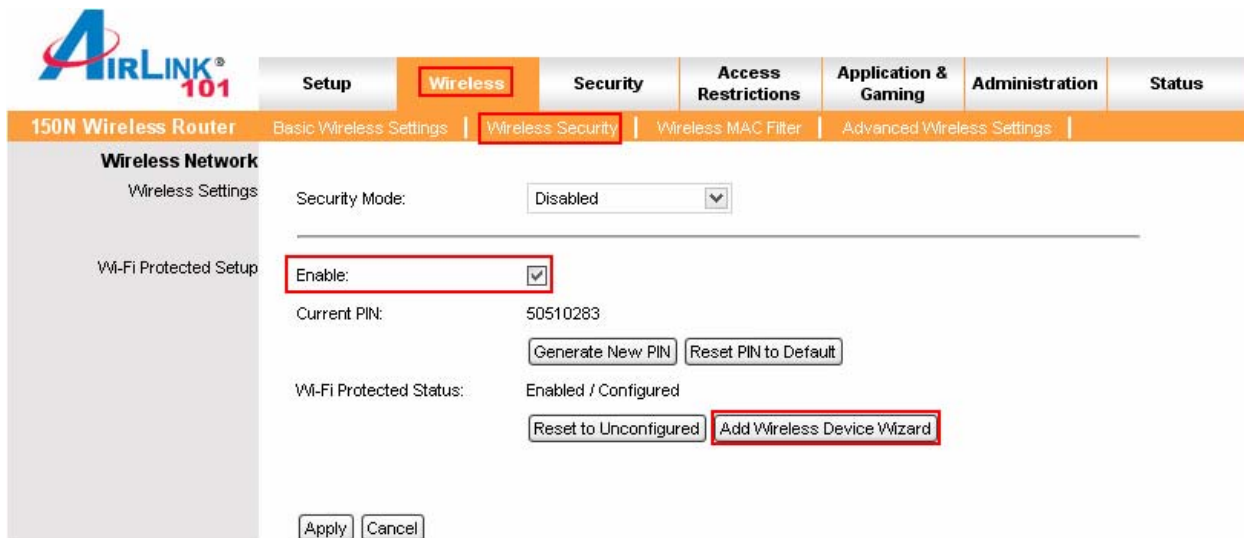 AIRLINK®
101
Setup Wireless Security Access Restrictions Application & Gaming Administration Status
150N Wireless Router Basic Wireless Settings | Wireless Security | Wireless MAC Filter | Advanced Wireless Settings |
Wireless Network
Wireless Settings Security Mode: Disabled
Wi-Fi Protected Setup Enable:
Current PIN: 50510283
Generate New PIN Reset PIN to Default
Wi-Fi Protected Status: Enabled / Configured
Reset to Unconfigured Add Wireless Device Wizard
Apply Cancel